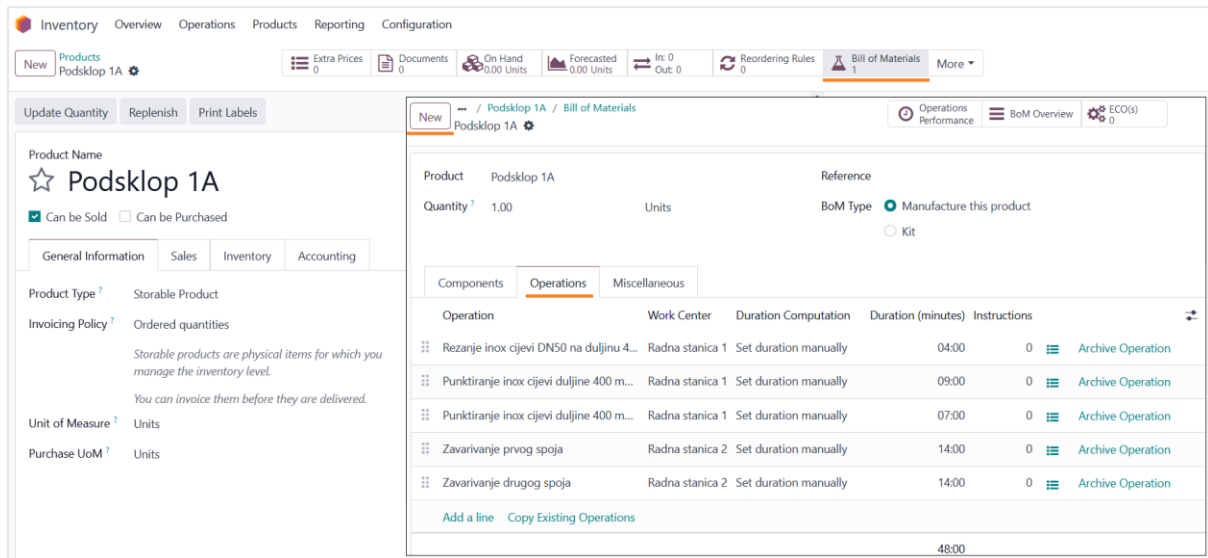 Inventory Overview Operations Products Reporting Configuration
New Products
Podsklop 1A
Extra Prices 0
Documents 0
On Hand 0.00 Units
Forecasted 0.00 Units
In: 0
Out: 0
Reordering Rules 0
Bill of Materials 1
More
Update Quantity Replenish Print Labels
Product Name
Podsklop 1A
Can be Sold Can be Purchased
General Information Sales Inventory Accounting
Product Type ? Storable Product
Invoicing Policy ? Ordered quantities
Storable products are physical items for which you
manage the inventory level.
You can invoice them before they are delivered.
Unit of Measure ? Units
Purchase UoM ? Units
New ... / Podsklop 1A / Bill of Materials
Podsklop 1A
Operations Performance
BoM Overview
ECO(s) 0
Product Podsklop 1A Reference
Quantity ? 1.00 Units BoM Type Manufacture this product
Kit
Components Operations Miscellaneous
Operation Work Center Duration Computation Duration (minutes) Instructions
Rezanje inox cijevi DN50 na duljinu 4... Radna stanica 1 Set duration manually 04:00 0 Archive Operation
Punktiranje inox cijevi duljine 400 m... Radna stanica 1 Set duration manually 09:00 0 Archive Operation
Punktiranje inox cijevi duljine 400 m... Radna stanica 1 Set duration manually 07:00 0 Archive Operation
Zavarivanje prvog spoja Radna stanica 2 Set duration manually 14:00 0 Archive Operation
Zavarivanje drugog spoja Radna stanica 2 Set duration manually 14:00 0 Archive Operation
Add a line Copy Existing Operations
48:00